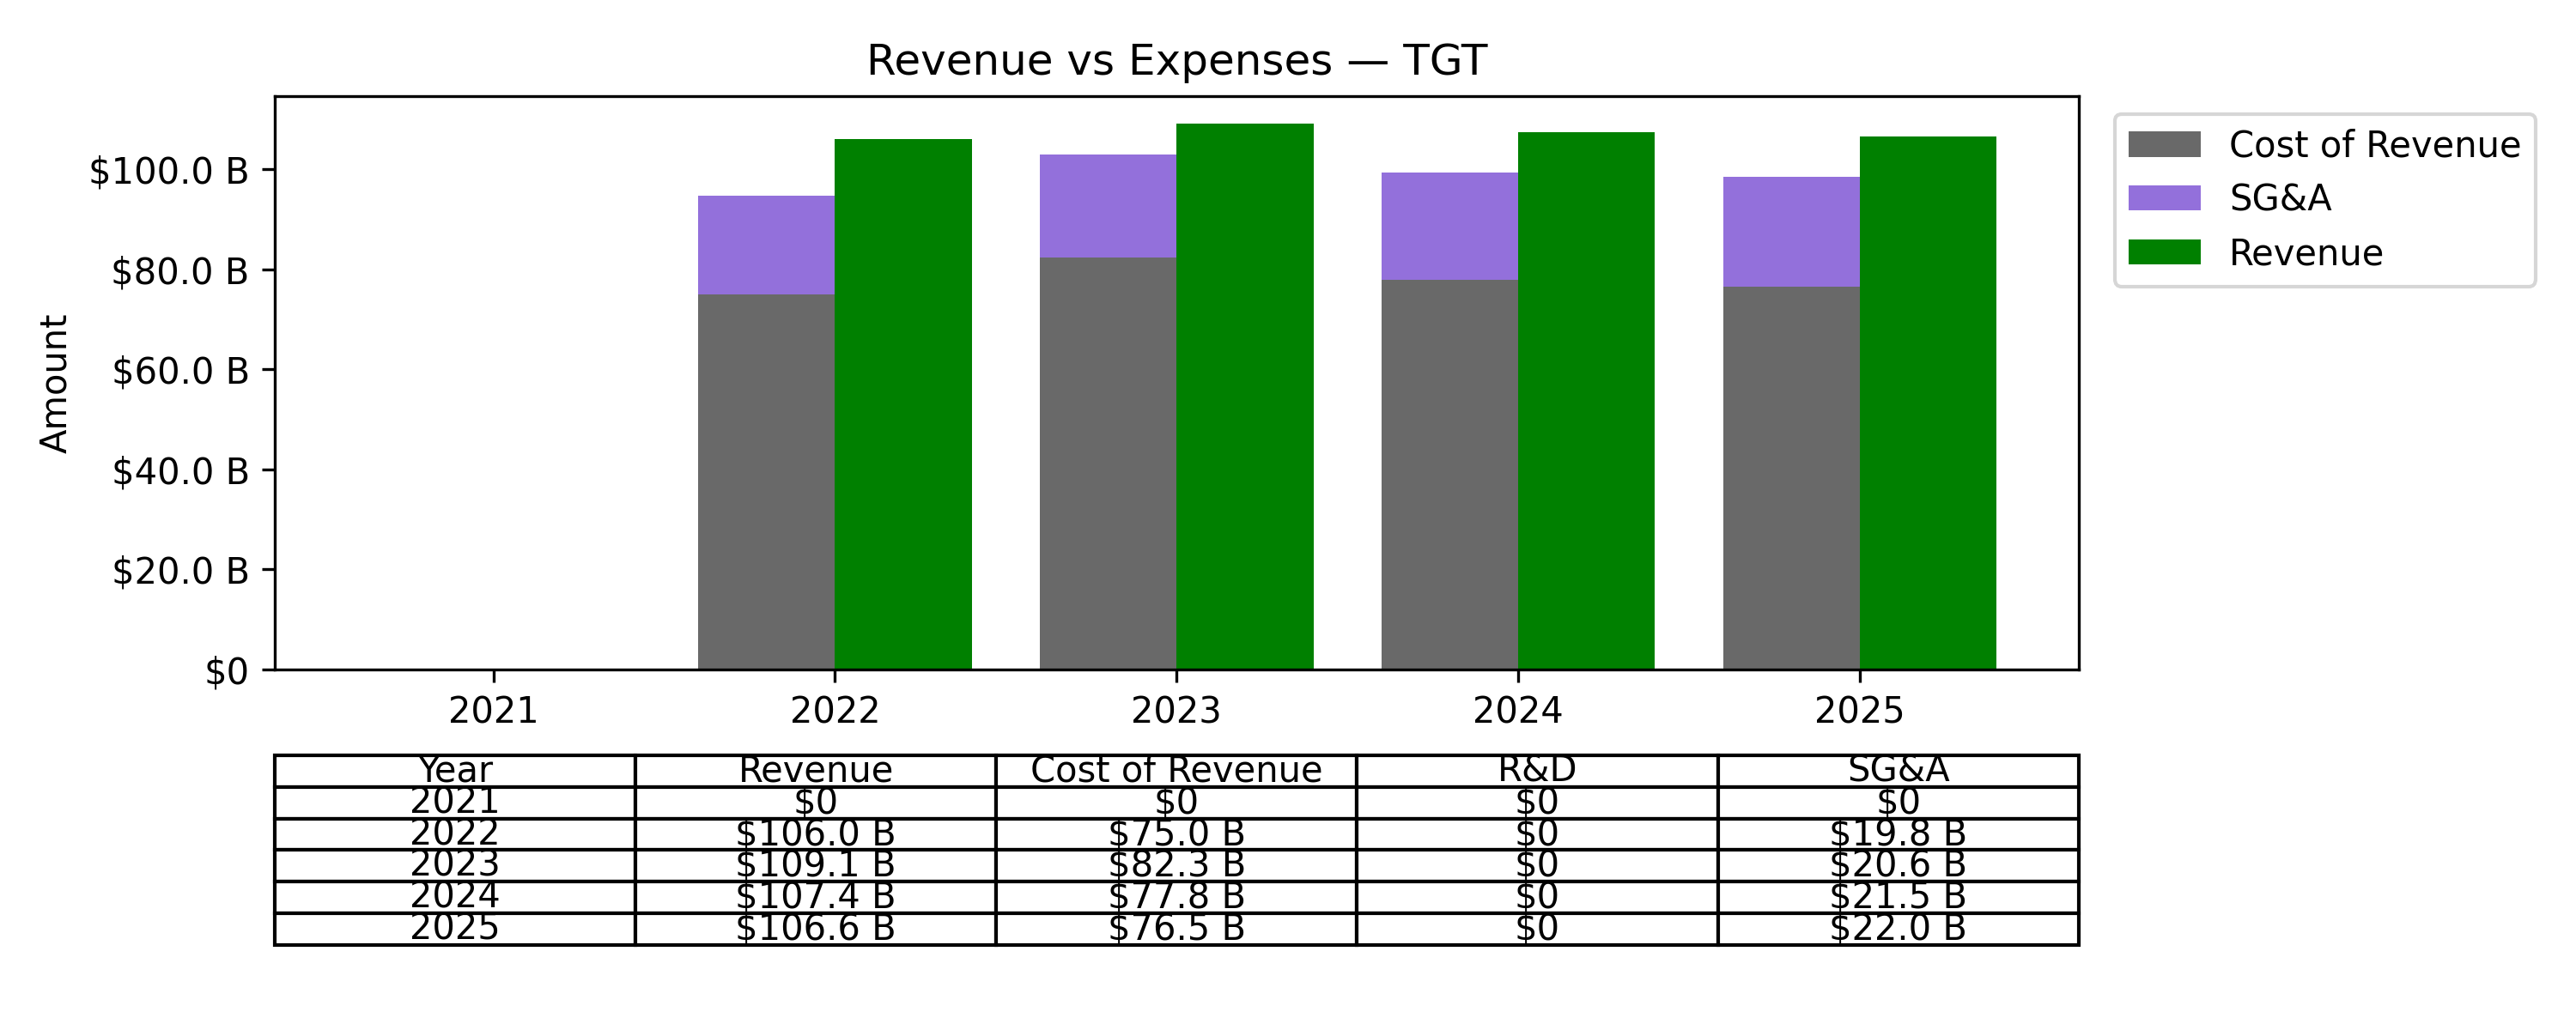 Revenue vs Expenses — TGT
Amount
$100.0 B
$80.0 B
$60.0 B
$40.0 B
$20.0 B
$0
2021 2022 2023 2024 2025
Cost of Revenue
SG&A
Revenue
Year Revenue Cost of Revenue R&D SG&A
2021 $0 $0 $0 $0
2022 $106.0 B $75.0 B $0 $19.8 B
2023 $109.1 B $82.3 B $0 $20.6 B
2024 $107.4 B $77.8 B $0 $21.5 B
2025 $106.6 B $76.5 B $0 $22.0 B